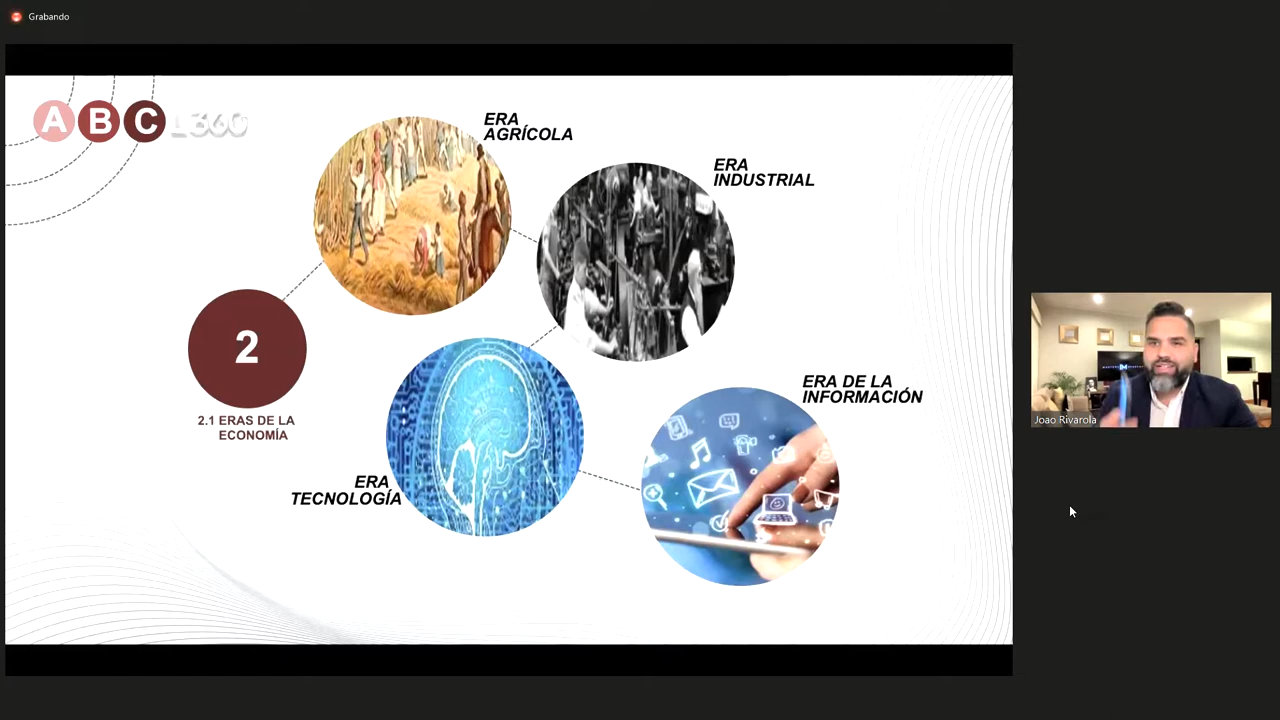 Grabando
A B C L360
ERA
AGRÍCOLA
ERA
INDUSTRIAL
2
2.1 ERAS DE LA
ECONOMÍA
ERA
TECNOLOGÍA
ERA DE LA
INFORMACIÓN
Joao Rivarola